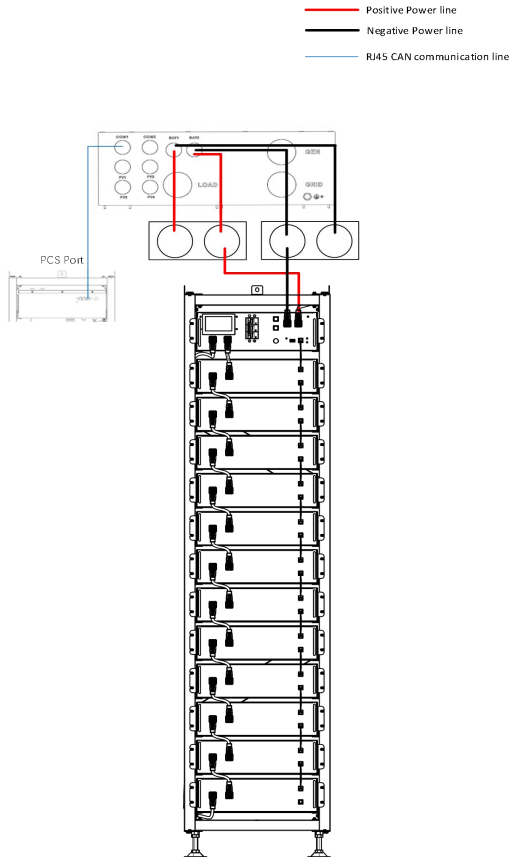 Positive Power line
Negative Power line
RJ45 CAN communication line
COM1 COM2 BAT1 BAT2
GEN
PV1 PV2
LOAD GRID
PV3 PV4
PCS Port